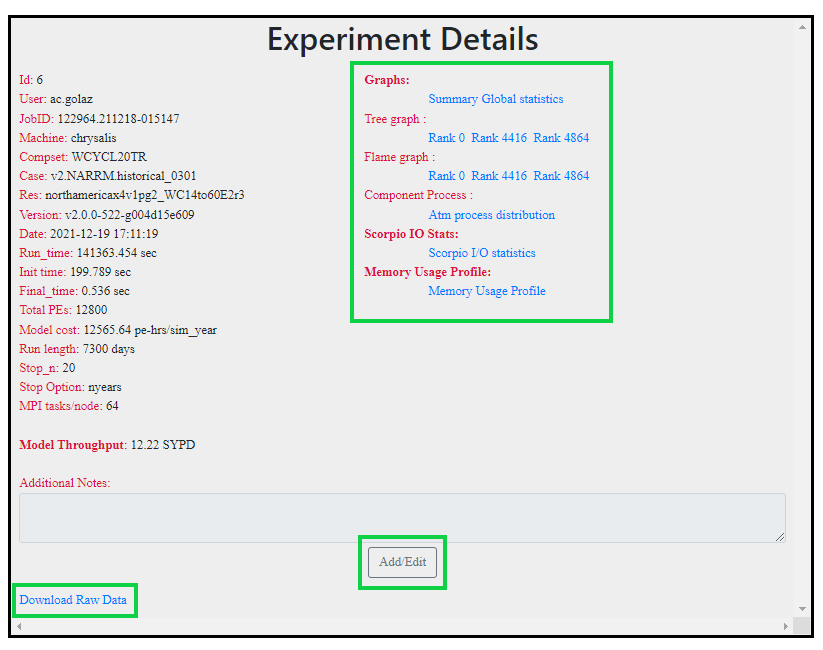 Experiment Details
Id: 6
User: ac.golaz
JobID: 122964.211218-015147
Machine: chrysalis
Compset: WCYCL20TR
Case: v2.NARRM.historical_0301
Res: northamericax4v1pg2_WC14to60E2r3
Version: v2.0.0-522-g004d15e609
Date: 2021-12-19 17:11:19
Run_time: 141363.454 sec
Init time: 199.789 sec
Final_time: 0.536 sec
Total PEs: 12800
Model cost: 12565.64 pe-hrs/sim_year
Run length: 7300 days
Stop_n: 20
Stop Option: nyears
MPI tasks/node: 64
Model Throughput: 12.22 SYPD
Graphs:
Summary Global statistics
Tree graph :
Rank 0 Rank 4416 Rank 4864
Flame graph :
Rank 0 Rank 4416 Rank 4864
Component Process :
Atm process distribution
Scorpio IO Stats:
Scorpio I/O statistics
Memory Usage Profile:
Memory Usage Profile
Additional Notes:
Add/Edit
Download Raw Data